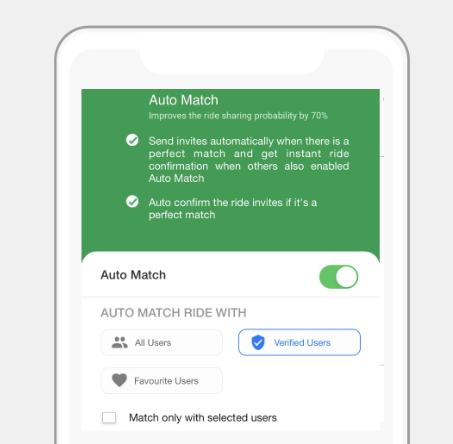 Auto Match
Improves the ride sharing probability by 70%
Send invites automatically when there is a
perfect match and get instant ride
confirmation when others also enabled
Auto Match
Auto confirm the ride invites if it's a
perfect match
Auto Match
AUTO MATCH RIDE WITH
All Users
Verified Users
Favourite Users
Match only with selected users